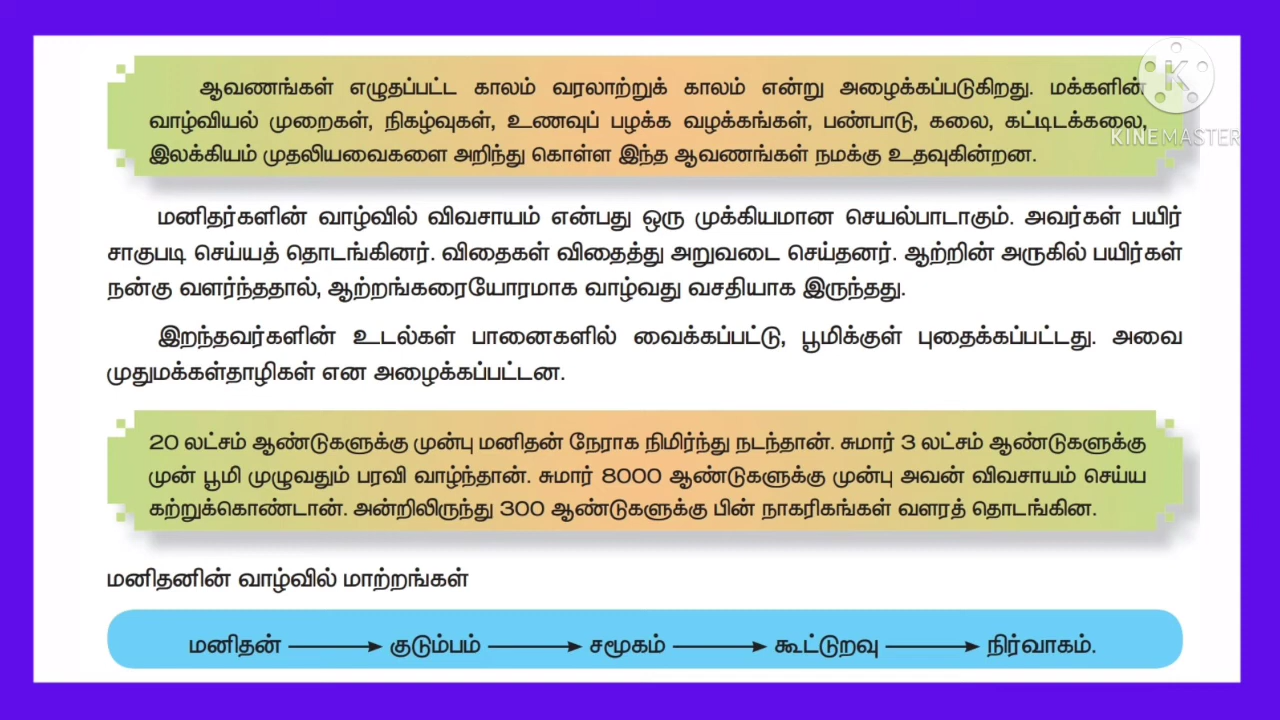 ஆவணங்கள் எழுதப்பட்ட காலம் வரலாற்றுக் காலம் என்று அழைக்கப்படுகிறது. மக்களின்
வாழ்வியல் முறைகள், நிகழ்வுகள், உணவுப் பழக்க வழக்கங்கள், பண்பாடு, கலை, கட்டிடக்கலை,
இலக்கியம் முதலியவைகளை அறிந்து கொள்ள இந்த ஆவணங்கள் நமக்கு உதவுகின்றன.
K
KINEMASTER
மனிதர்களின் வாழ்வில் விவசாயம் என்பது ஒரு முக்கியமான செயல்பாடாகும். அவர்கள் பயிர்
சாகுபடி செய்யத் தொடங்கினர். விதைகள் விதைத்து அறுவடை செய்தனர். ஆற்றின் அருகில் பயிர்கள்
நன்கு வளர்ந்ததால், ஆற்றங்கரையோரமாக வாழ்வது வசதியாக இருந்தது.
இறந்தவர்களின் உடல்கள் பானைகளில் வைக்கப்பட்டு, பூமிக்குள் புதைக்கப்பட்டது. அவை
முதுமக்கள்தாழிகள் என அழைக்கப்பட்டன.
20 லட்சம் ஆண்டுகளுக்கு முன்பு மனிதன் நேராக நிமிர்ந்து நடந்தான். சுமார் 3 லட்சம் ஆண்டுகளுக்கு
முன் பூமி முழுவதும் பரவி வாழ்ந்தான். சுமார் 8000 ஆண்டுகளுக்கு முன்பு அவன் விவசாயம் செய்ய
கற்றுக்கொண்டான். அன்றிலிருந்து 300 ஆண்டுகளுக்கு பின் நாகரிகங்கள் வளரத் தொடங்கின.
மனிதனின் வாழ்வில் மாற்றங்கள்
மனிதன் → குடும்பம் → சமூகம் → கூட்டுறவு → நிர்வாகம்.